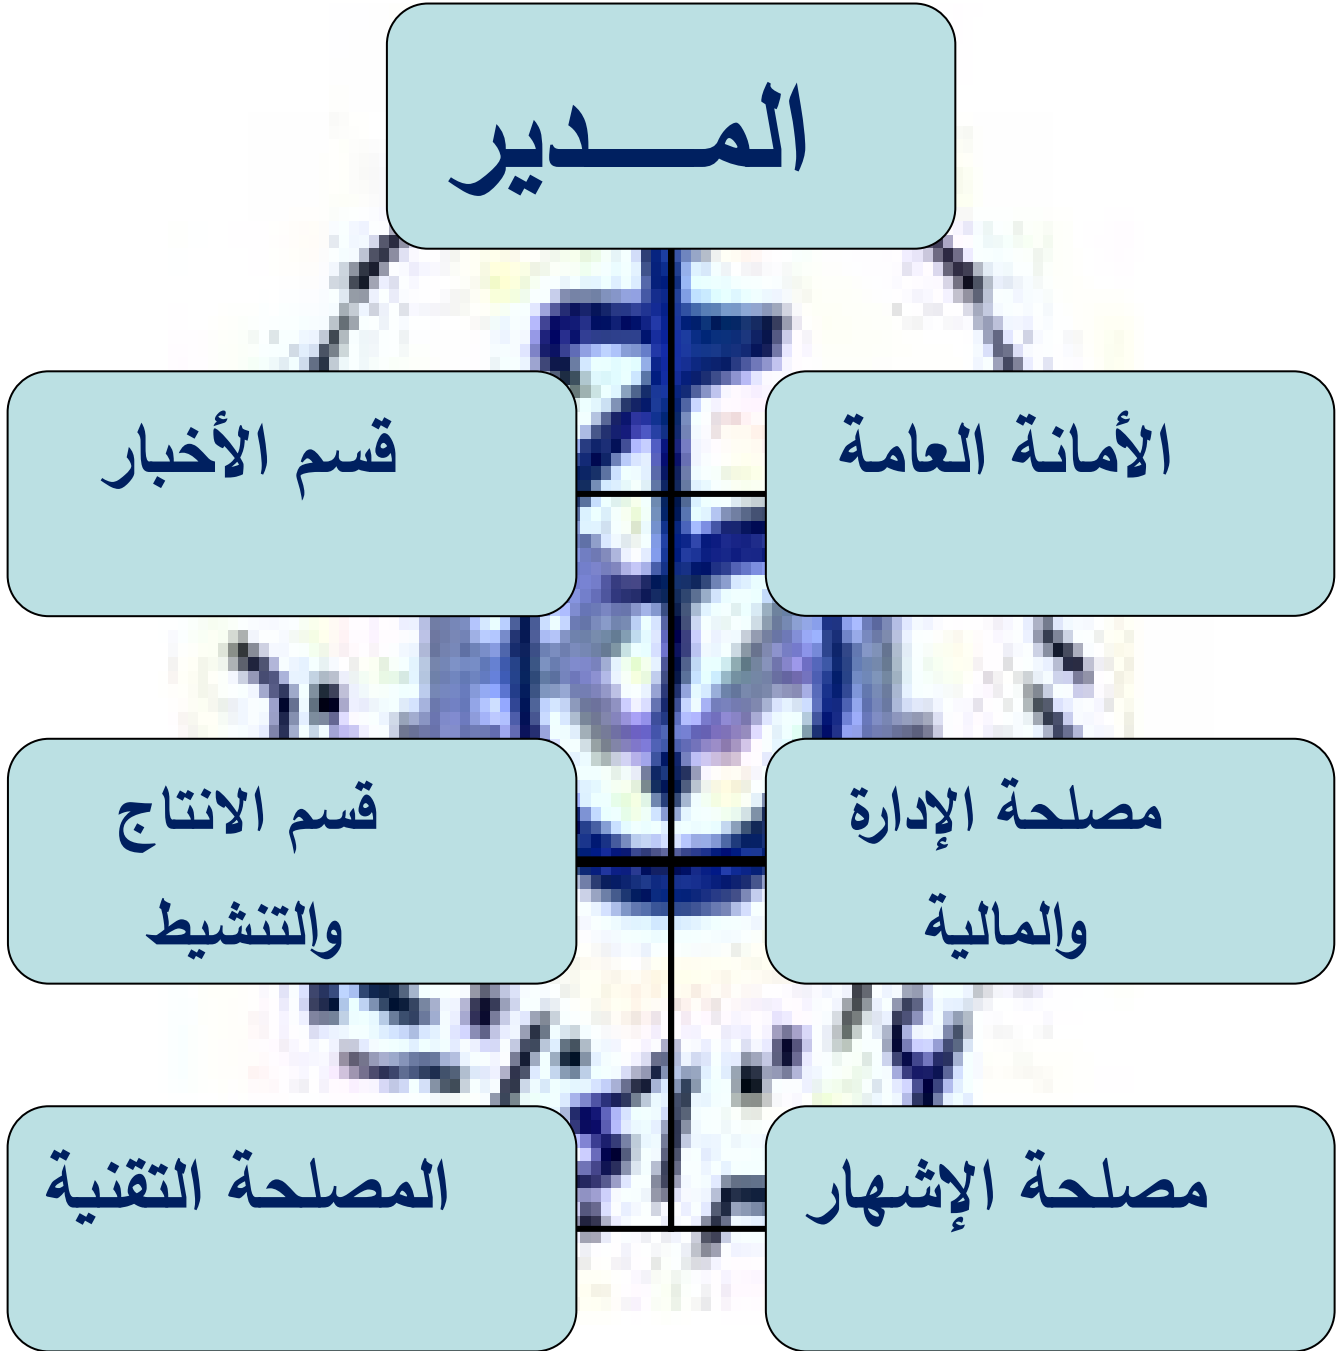 المـــدير
الأمانة العامة
قسم الأخبار
مصلحة الإدارة
والمالية
قسم الانتاج
والتنشيط
مصلحة الإشهار
المصلحة التقنية